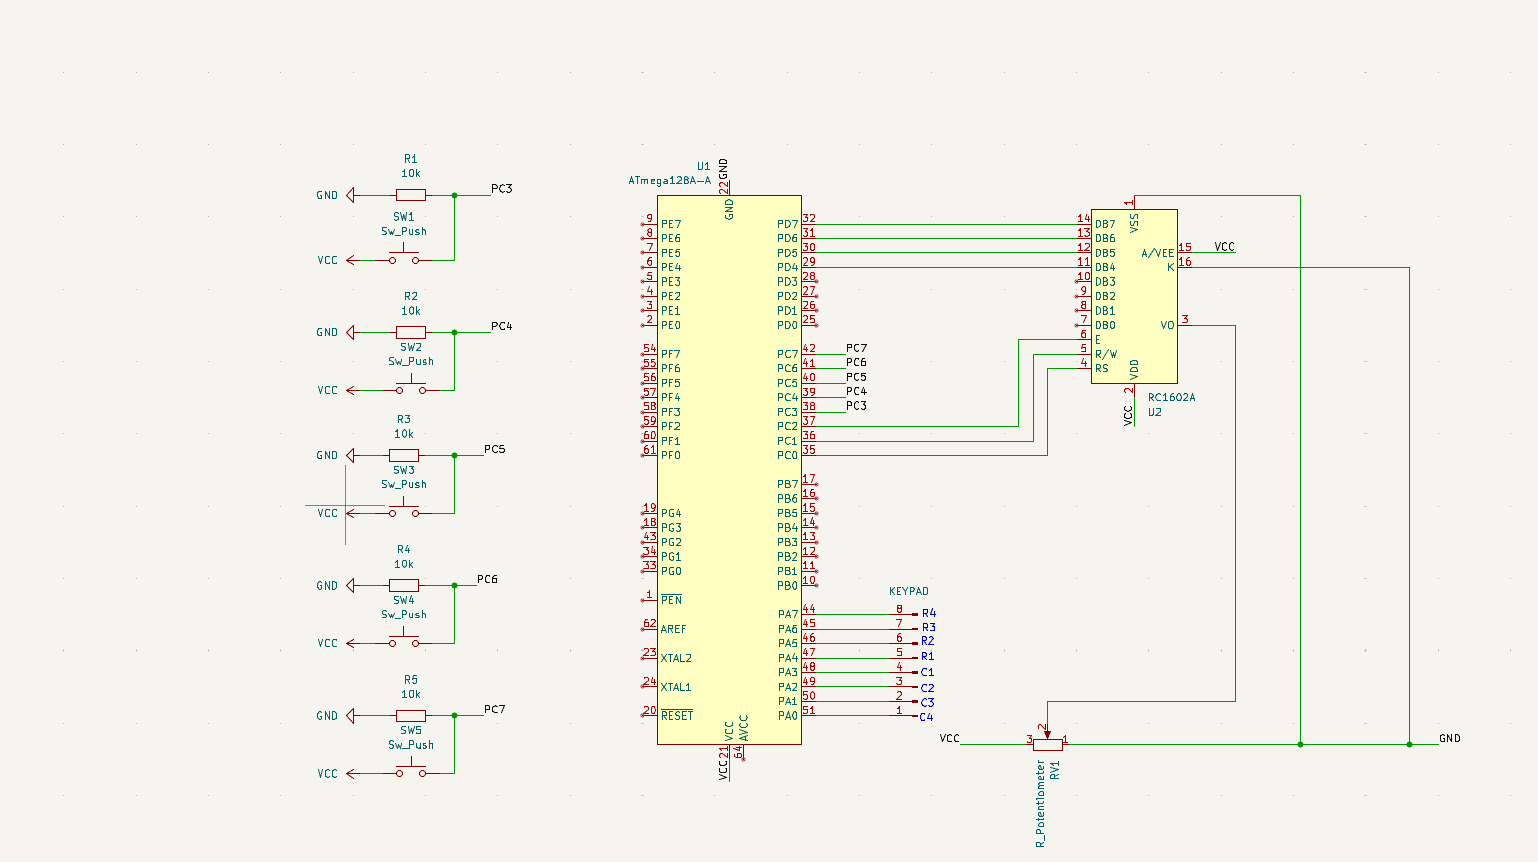 R1
10k
GND
PC3
SW1
Sw_Push
VCC
R2
10k
GND
PC4
SW2
Sw_Push
VCC
R3
10k
GND
PC5
SW3
Sw_Push
VCC
R4
10k
GND
PC6
SW4
Sw_Push
VCC
R5
10k
GND
PC7
SW5
Sw_Push
VCC
U1
ATmega128A-A
GND
22
GND
9 PE7
8 PE6
7 PE5
6 PE4
5 PE3
4 PE2
3 PE1
2 PE0
54 PF7
55 PF6
56 PF5
57 PF4
58 PF3
59 PF2
60 PF1
61 PF0
19 PG4
18 PG3
43 PG2
34 PG1
33 PG0
1 PEN
62 AREF
23 XTAL2
24 XTAL1
20 RESET
PD7 32
PD6 31
PD5 30
PD4 29
PD3 28
PD2 27
PD1 26
PD0 25
PC7 42 PC7
PC6 41 PC6
PC5 40 PC5
PC4 39 PC4
PC3 38 PC3
PC2 37
PC1 36
PC0 35
PB7 17
PB6 16
PB5 15
PB4 14
PB3 13
PB2 12
PB1 11
PB0 10
KEYPAD
PA7 44 8 R4
PA6 45 7 R3
PA5 46 6 R2
PA4 47 5 R1
PA3 48 4 C1
PA2 49 3 C2
PA1 50 2 C3
PA0 51 1 C4
VCC
AVCC
21
64
VCC
1
VSS
14 DB7
13 DB6
12 DB5
11 DB4
10 DB3
9 DB2
8 DB1
7 DB0
6 E
5 R/W
4 RS
A/VEE 15 VCC
K 16
VO 3
VDD
2
VCC
RC1602A
U2
VCC
3
2
1
GND
RV1
R_Potentiometer